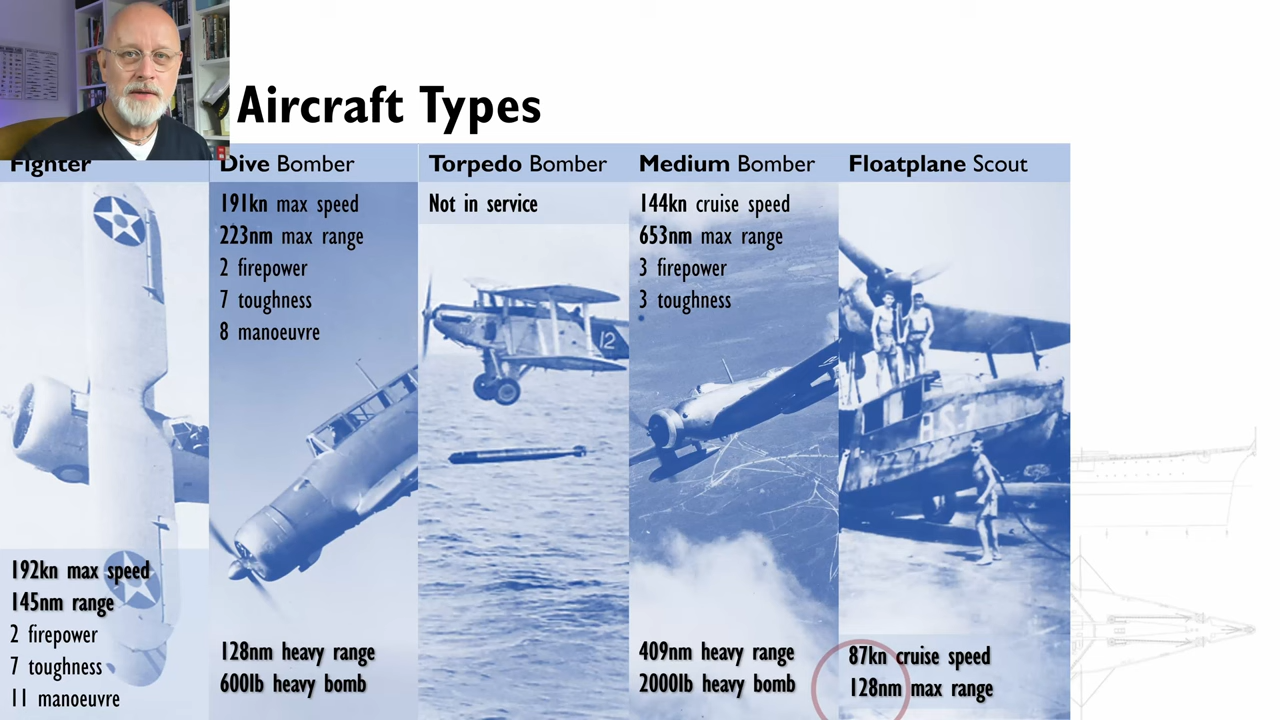 Aircraft Types
Fighter
192kn max speed
145nm range
2 firepower
7 toughness
11 manoeuvre
Dive Bomber
191kn max speed
223nm max range
2 firepower
7 toughness
8 manoeuvre
128nm heavy range
600lb heavy bomb
Torpedo Bomber
Not in service
12
Medium Bomber
144kn cruise speed
653nm max range
3 firepower
3 toughness
409nm heavy range
2000lb heavy bomb
Floatplane Scout
AS7
87kn cruise speed
128nm max range